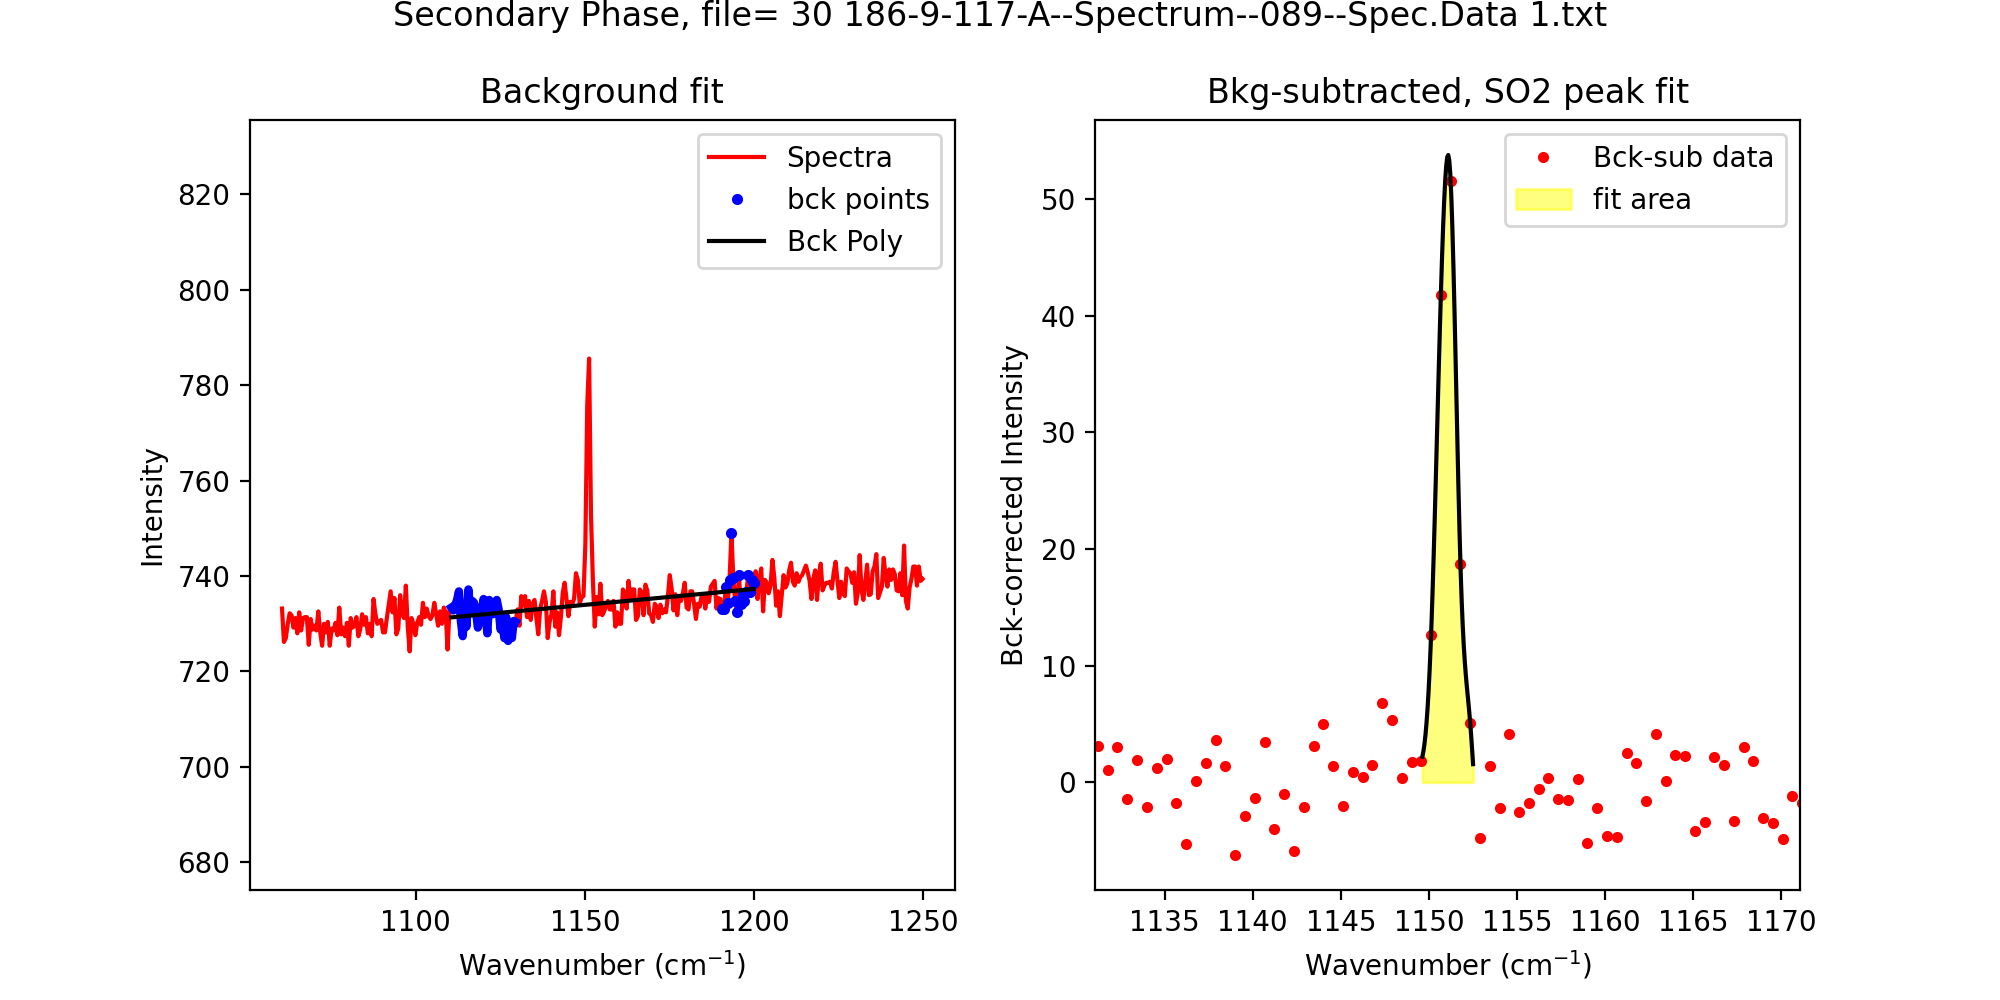 Secondary Phase, file= 30 186-9-117-A--Spectrum--089--Spec.Data 1.txt
Background fit
Spectra
bck points
Bck Poly
820
800
780
760
740
720
700
680
Intensity
1100 1150 1200 1250
Wavenumber (cm⁻¹)
Bkg-subtracted, SO2 peak fit
Bck-sub data
fit area
50
40
30
20
10
0
Bck-corrected Intensity
1135 1140 1145 1150 1155 1160 1165 1170
Wavenumber (cm⁻¹)